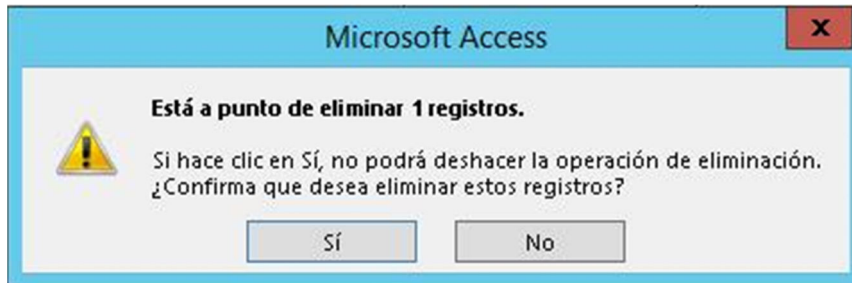 Microsoft Access
x
Está a punto de eliminar 1 registros.
Si hace clic en Sí, no podrá deshacer la operación de eliminación.
¿Confirma que desea eliminar estos registros?
Sí
No